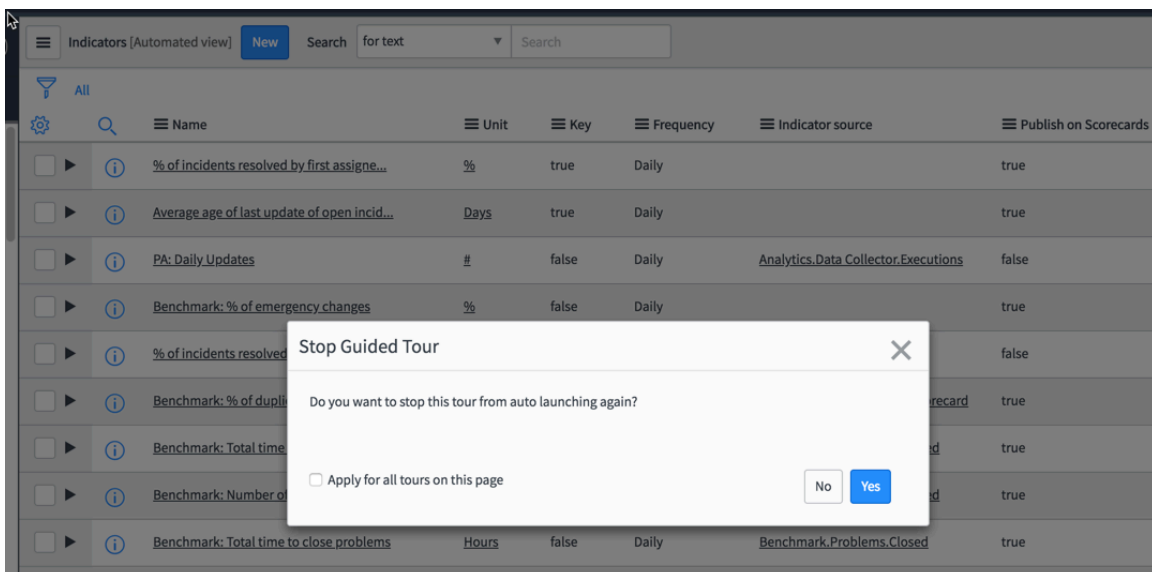 Indicators [Automated view] New Search for text Search
All
Name Unit Key Frequency Indicator source Publish on Scorecards
% of incidents resolved by first assigne... % true Daily true
Average age of last update of open incid... Days true Daily true
PA: Daily Updates # false Daily Analytics.Data Collector.Executions false
Benchmark: % of emergency changes % false Daily true
% of incidents resolved false
Benchmark: % of dupli recard true
Benchmark: Total time true
Benchmark: Number of true
Stop Guided Tour
Do you want to stop this tour from auto launching again?
Apply for all tours on this page No Yes
Benchmark: Total time to close problems Hours false Daily Benchmark.Problems.Closed true